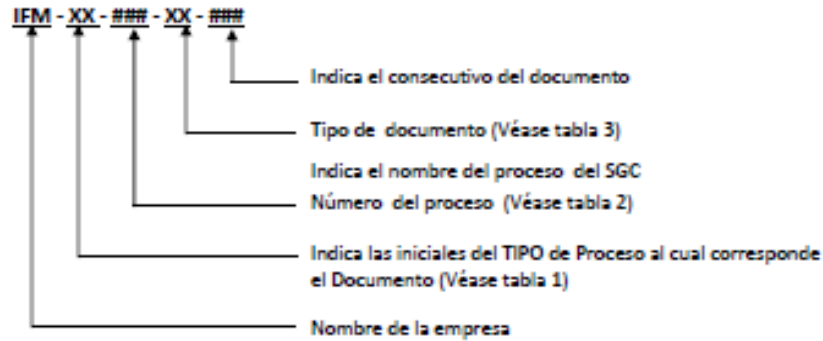 IFM - XX - ### - XX - ###
Indica el consecutivo del documento
Tipo de documento (Véase tabla 3)
Indica el nombre del proceso del SGC
Número del proceso (Véase tabla 2)
Indica las iniciales del TIPO de Proceso al cual corresponde
el Documento (Véase tabla 1)
Nombre de la empresa